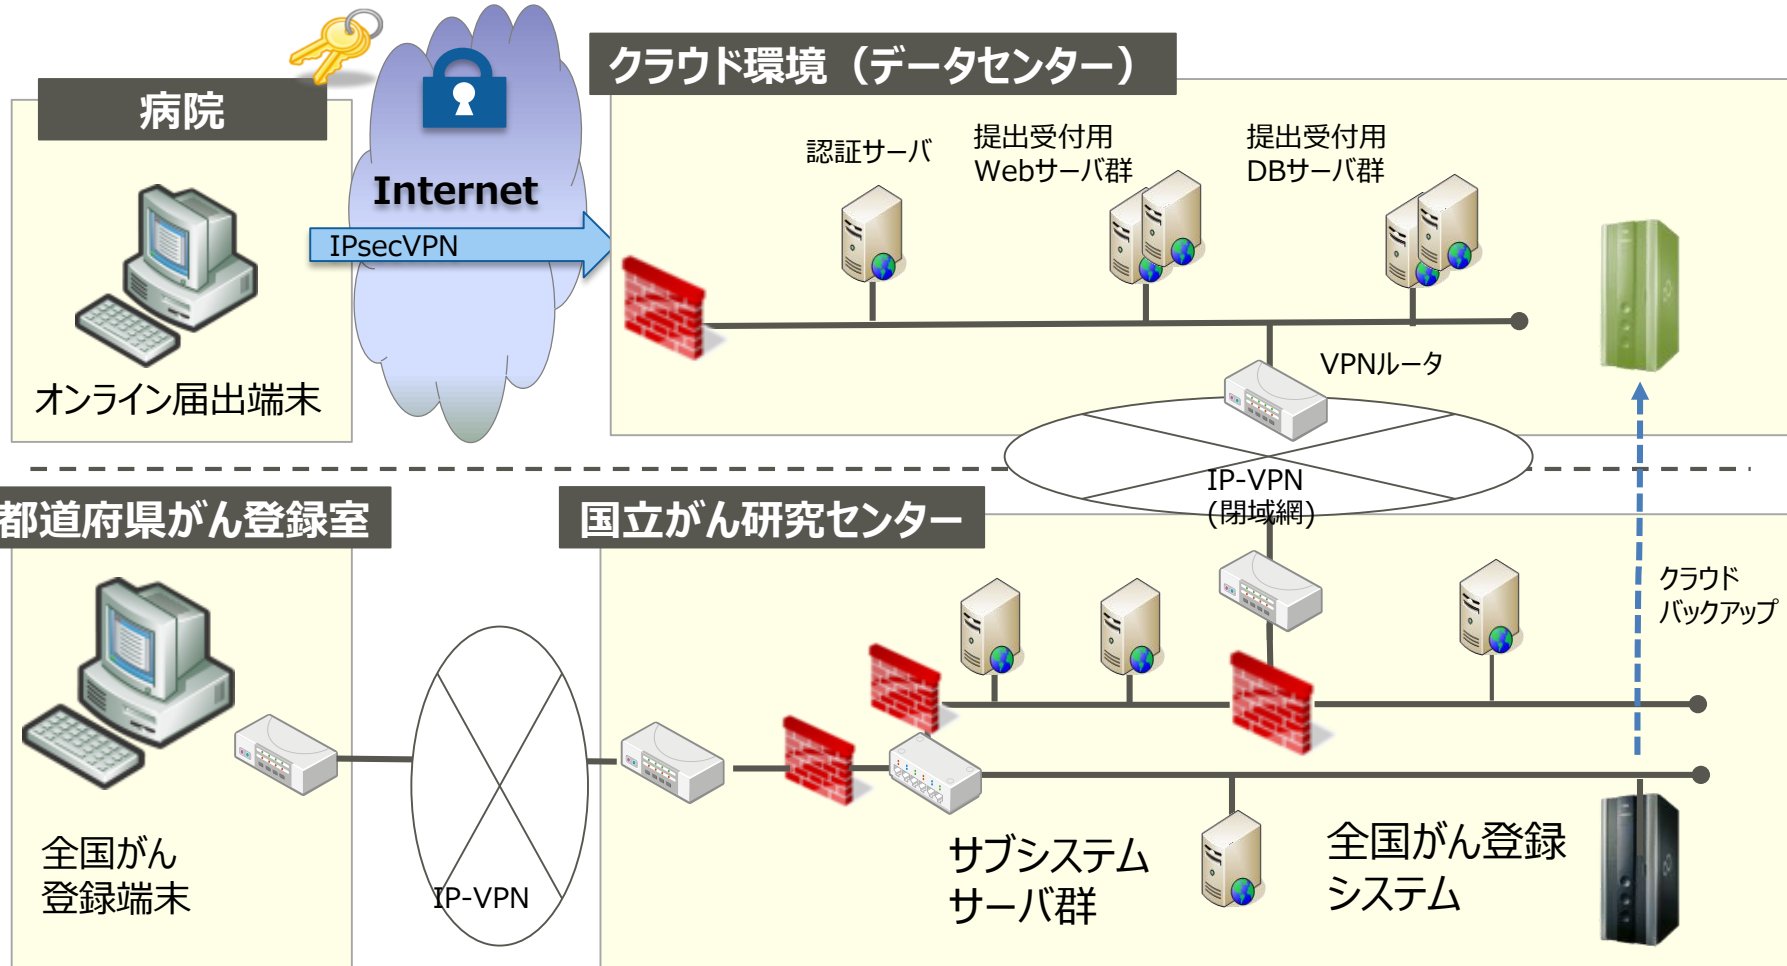 クラウド環境（データセンター）
病院
認証サーバ
提出受付用
Webサーバ群
提出受付用
DBサーバ群
Internet
IPsecVPN
VPNルータ
オンライン届出端末
IP-VPN
(閉域網)
都道府県がん登録室
国立がん研究センター
クラウド
バックアップ
全国がん
登録端末
IP-VPN
サブシステム
サーバ群
全国がん登録
システム